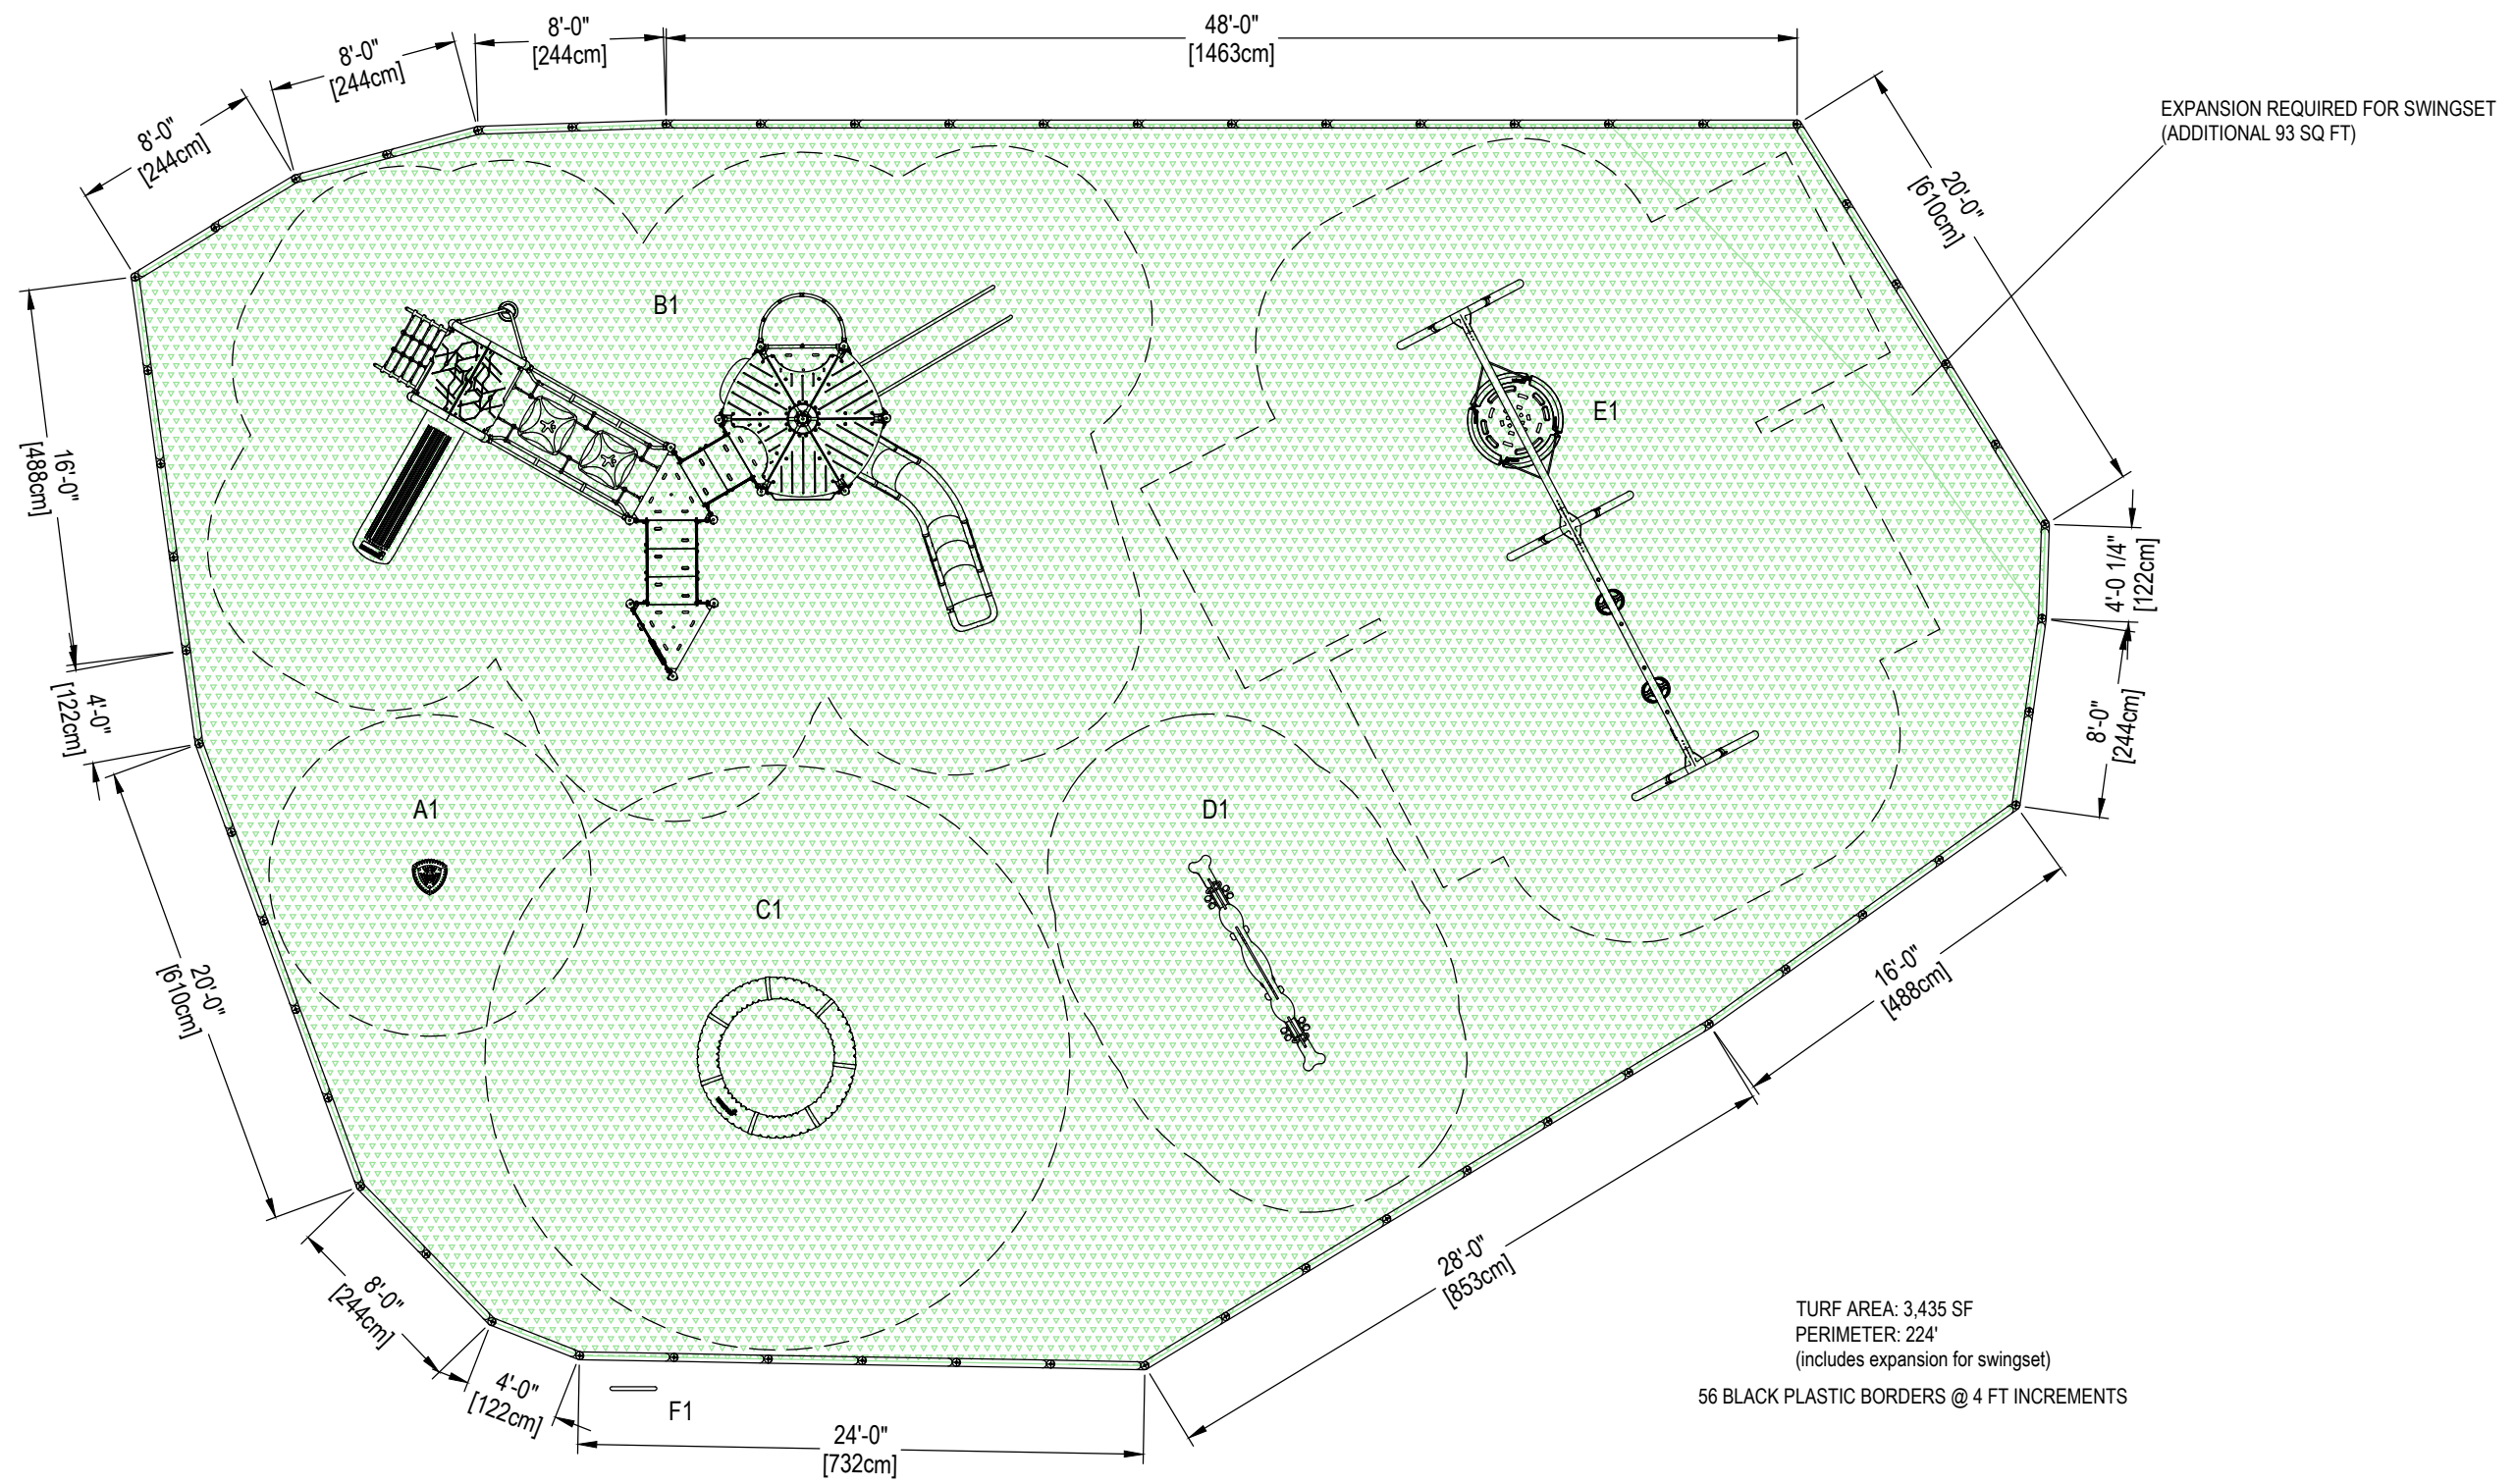 8'-0"
[244cm]
48'-0"
[1463cm]
8'-0"
[244cm]
8'-0"
[244cm]
EXPANSION REQUIRED FOR SWINGSET
(ADDITIONAL 93 SQ FT)
20'-0"
[610cm]
B1
E1
16'-0"
[488cm]
4'-0 1/4"
[122cm]
4'-0"
[122cm]
8'-0"
[244cm]
A1
D1
C1
20'-0"
[610cm]
16'-0"
[488cm]
28'-0"
[853cm]
8'-0"
[244cm]
TURF AREA: 3,435 SF
PERIMETER: 224'
(includes expansion for swingset)
56 BLACK PLASTIC BORDERS @ 4 FT INCREMENTS
4'-0"
[122cm]
F1
24'-0"
[732cm]